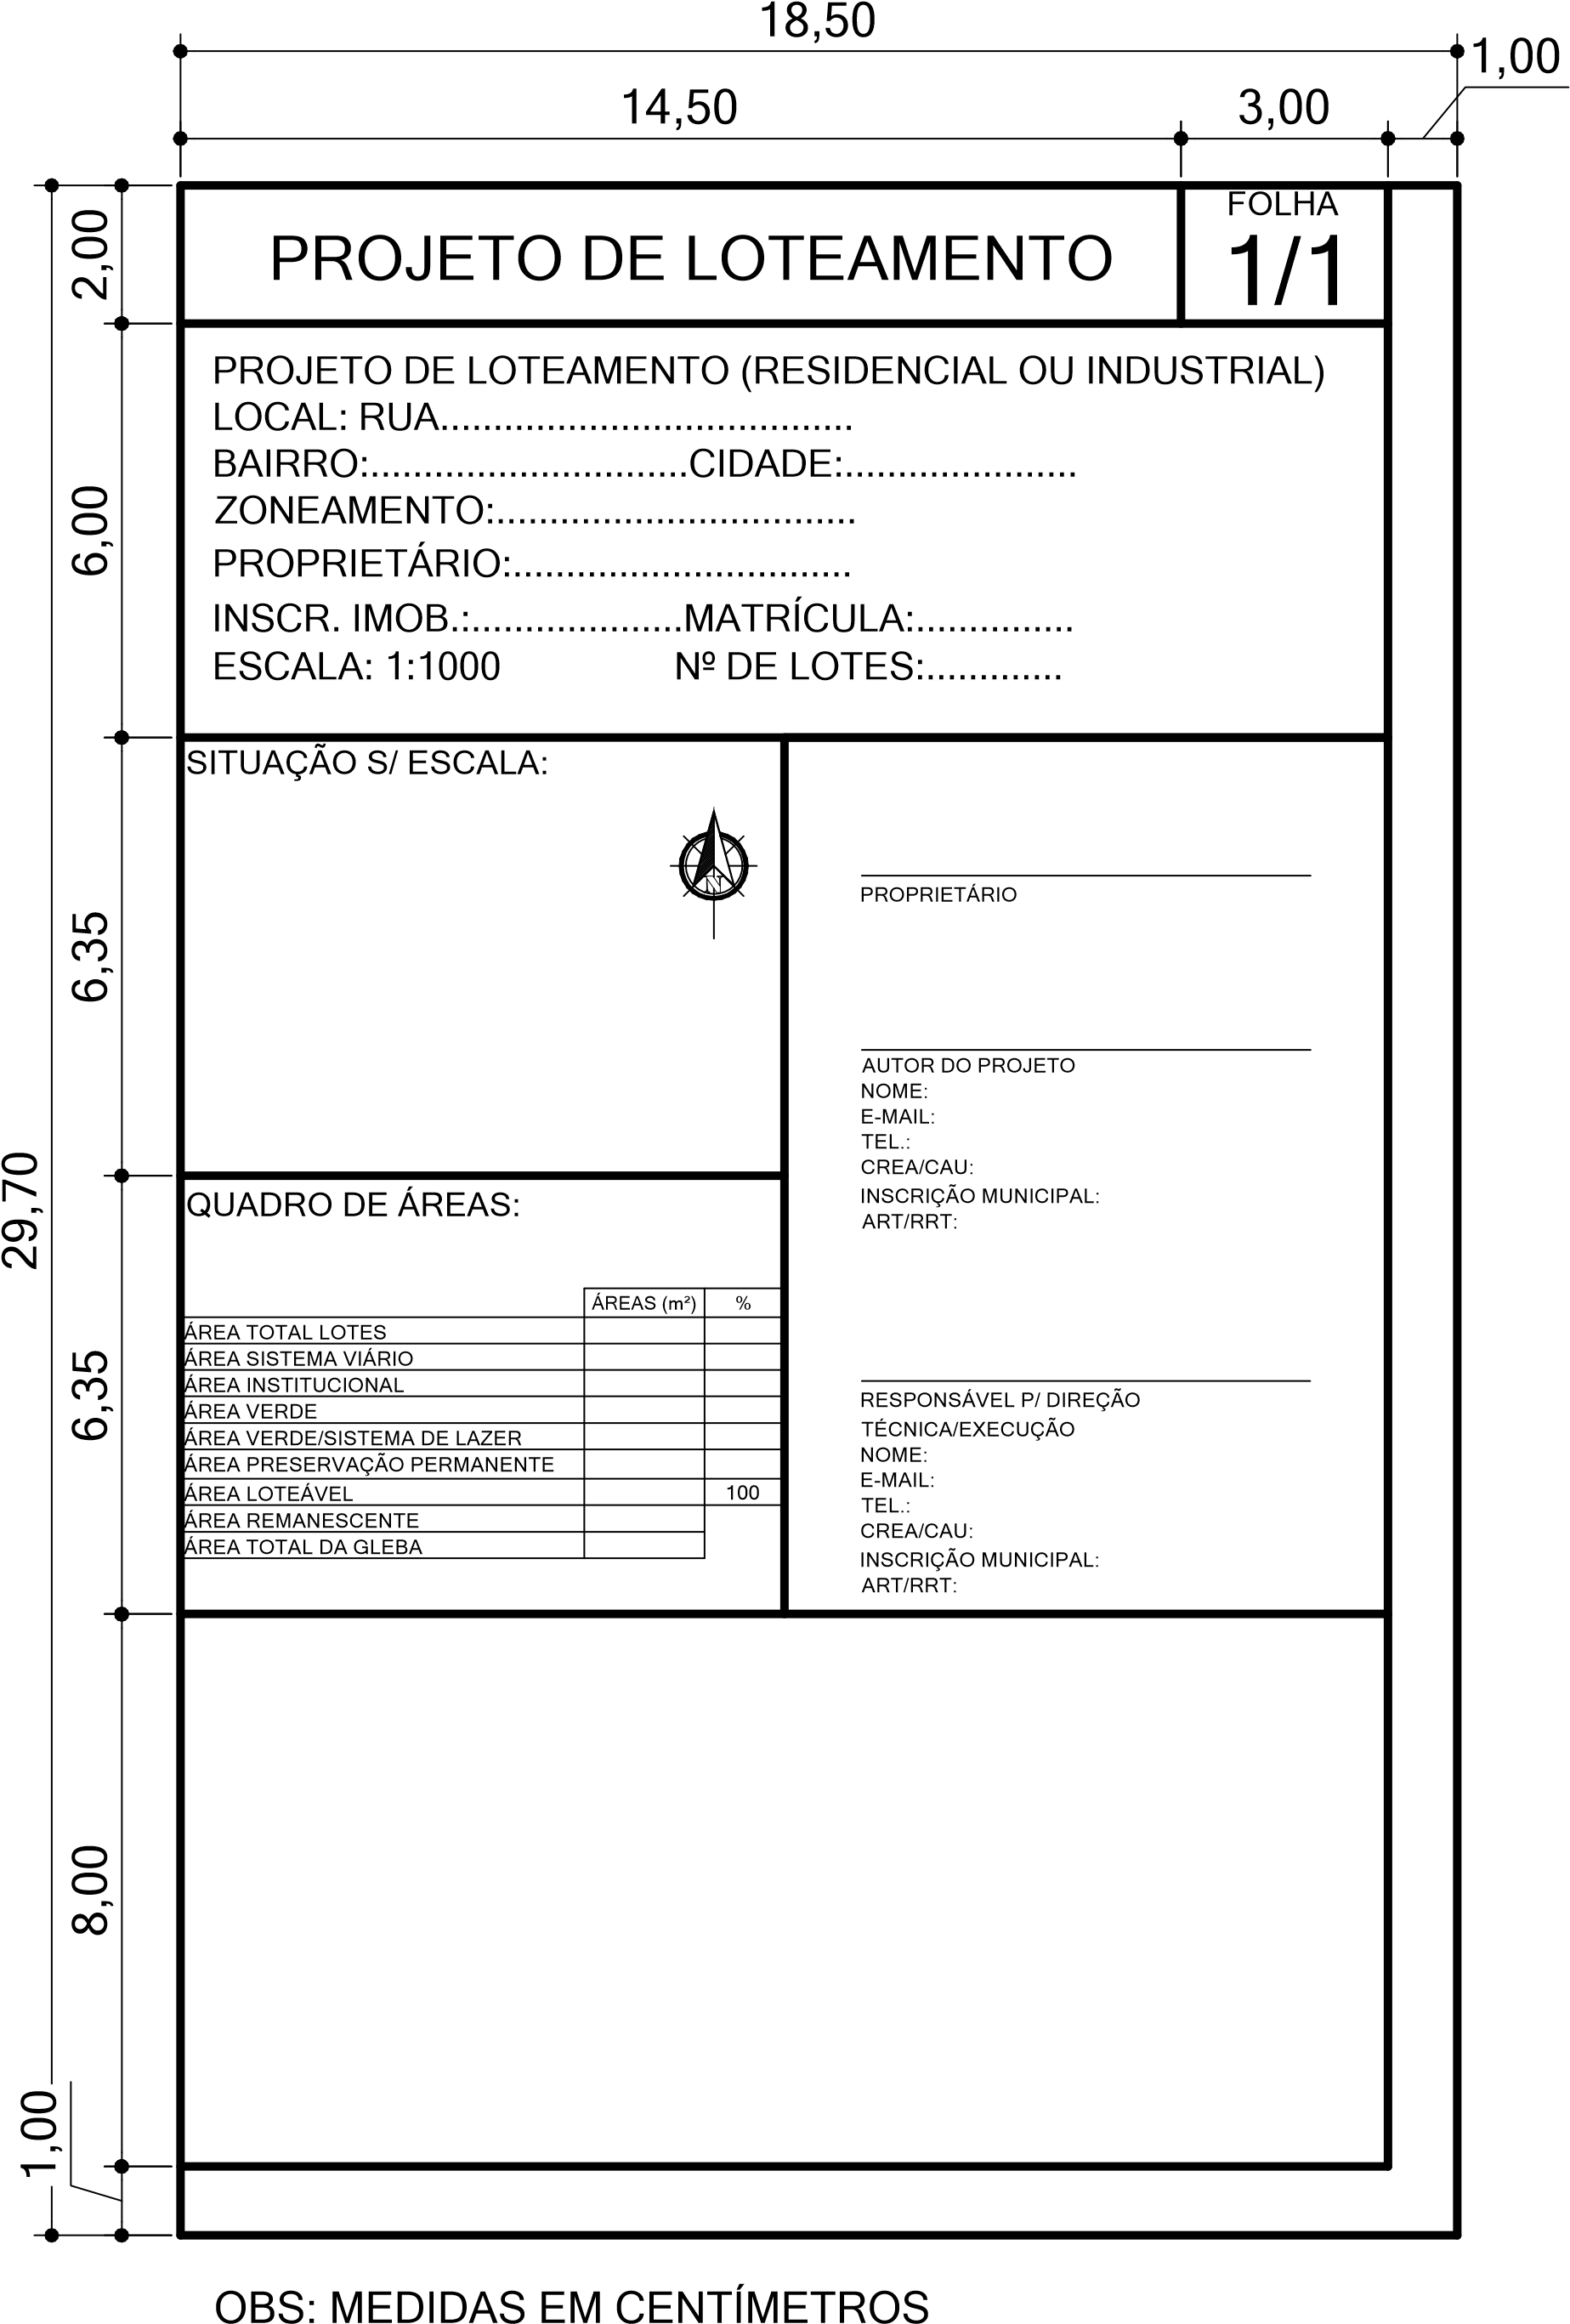 18,50
1,00
14,50
3,00
2,00
PROJETO DE LOTEAMENTO
FOLHA
1/1
6,00
PROJETO DE LOTEAMENTO (RESIDENCIAL OU INDUSTRIAL)
LOCAL: RUA.......................................
BAIRRO:..............................CIDADE:......................
ZONEAMENTO:..................................
PROPRIETÁRIO:................................
INSCR. IMOB.:....................MATRÍCULA:...............
ESCALA: 1:1000 Nº DE LOTES:.............
6,35
SITUAÇÃO S/ ESCALA:
N
PROPRIETÁRIO
AUTOR DO PROJETO
NOME:
E-MAIL:
TEL.:
CREA/CAU:
INSCRIÇÃO MUNICIPAL:
ART/RRT:
29,70
6,35
QUADRO DE ÁREAS:
ÁREAS (m²) %
ÁREA TOTAL LOTES
ÁREA SISTEMA VIÁRIO
ÁREA INSTITUCIONAL
ÁREA VERDE
ÁREA VERDE/SISTEMA DE LAZER
ÁREA PRESERVAÇÃO PERMANENTE
ÁREA LOTEÁVEL 100
ÁREA REMANESCENTE
ÁREA TOTAL DA GLEBA
RESPONSÁVEL P/ DIREÇÃO
TÉCNICA/EXECUÇÃO
NOME:
E-MAIL:
TEL.:
CREA/CAU:
INSCRIÇÃO MUNICIPAL:
ART/RRT:
8,00
1,00
OBS: MEDIDAS EM CENTÍMETROS